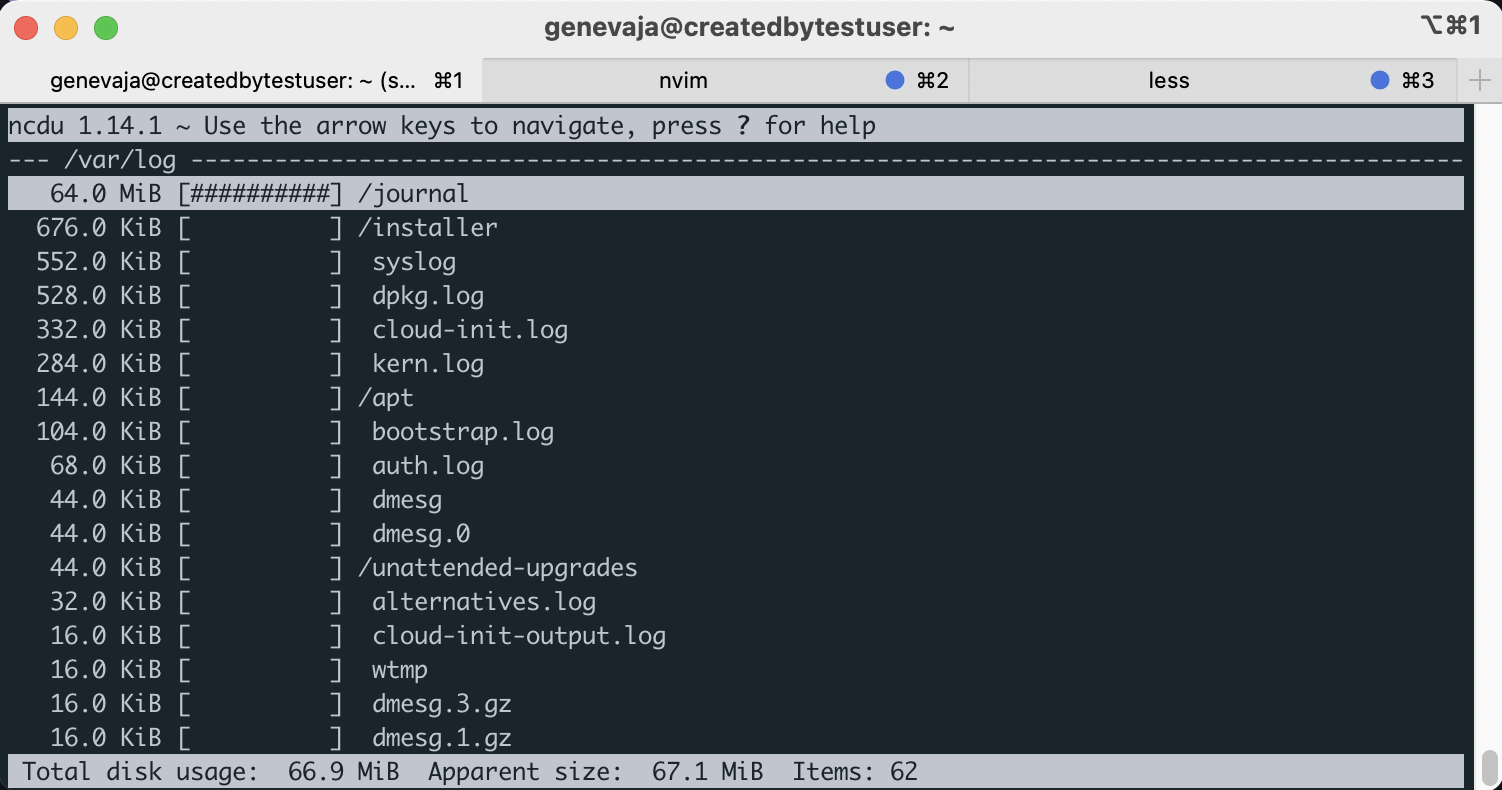 genevaja@createdbytestuser: ~ ⌥⌘1
genevaja@createdbytestuser: ~ (s... ⌘1 nvim ⌘2 less ⌘3 +
ncdu 1.14.1 ~ Use the arrow keys to navigate, press ? for help
--- /var/log -------------------------------------------------------------------------------------------
   64.0 MiB [##########] /journal
  676.0 KiB [          ] /installer
  552.0 KiB [          ]  syslog
  528.0 KiB [          ]  dpkg.log
  332.0 KiB [          ]  cloud-init.log
  284.0 KiB [          ]  kern.log
  144.0 KiB [          ] /apt
  104.0 KiB [          ]  bootstrap.log
   68.0 KiB [          ]  auth.log
   44.0 KiB [          ]  dmesg
   44.0 KiB [          ]  dmesg.0
   44.0 KiB [          ] /unattended-upgrades
   32.0 KiB [          ]  alternatives.log
   16.0 KiB [          ]  cloud-init-output.log
   16.0 KiB [          ]  wtmp
   16.0 KiB [          ]  dmesg.3.gz
   16.0 KiB [          ]  dmesg.1.gz
 Total disk usage:  66.9 MiB  Apparent size:  67.1 MiB  Items: 62